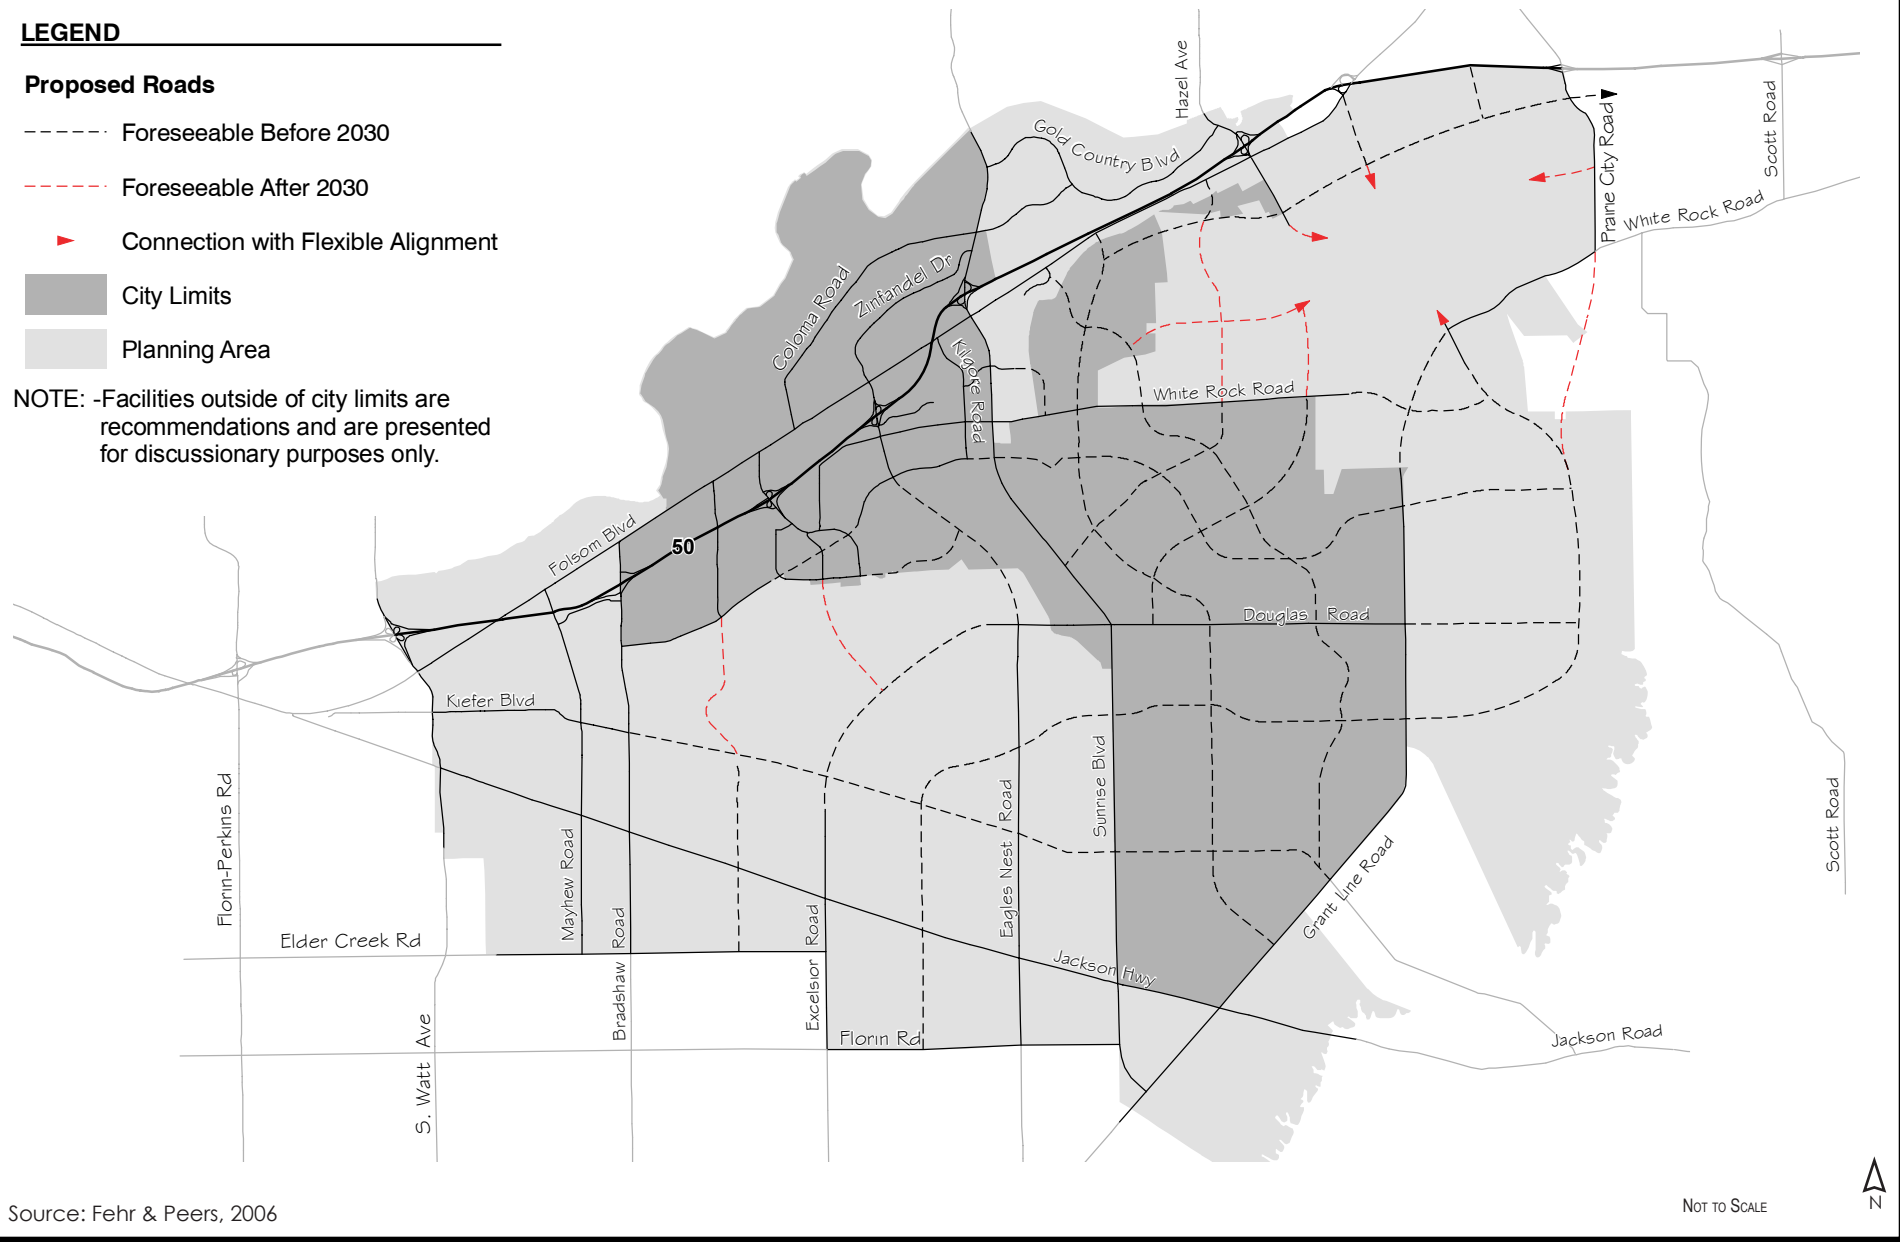 LEGEND
Proposed Roads
Foreseeable Before 2030
Foreseeable After 2030
Connection with Flexible Alignment
City Limits
Planning Area
NOTE: -Facilities outside of city limits are
recommendations and are presented
for discussionary purposes only.
Hazel Ave
Gold Country Blvd
Scott Road
Prairie City Road
White Rock Road
Coloma Road
Zinfandel Dr
Kilgore Road
White Rock Road
Folsom Blvd
50
Douglas Road
Kiefer Blvd
Florin-Perkins Rd
Mayhew Road
Bradshaw Road
Excelsior Road
Eagles Nest Road
Sunrise Blvd
Grant Line Road
Scott Road
Elder Creek Rd
Jackson Hwy
S. Watt Ave
Florin Rd
Jackson Road
Source: Fehr & Peers, 2006
NOT TO SCALE
N